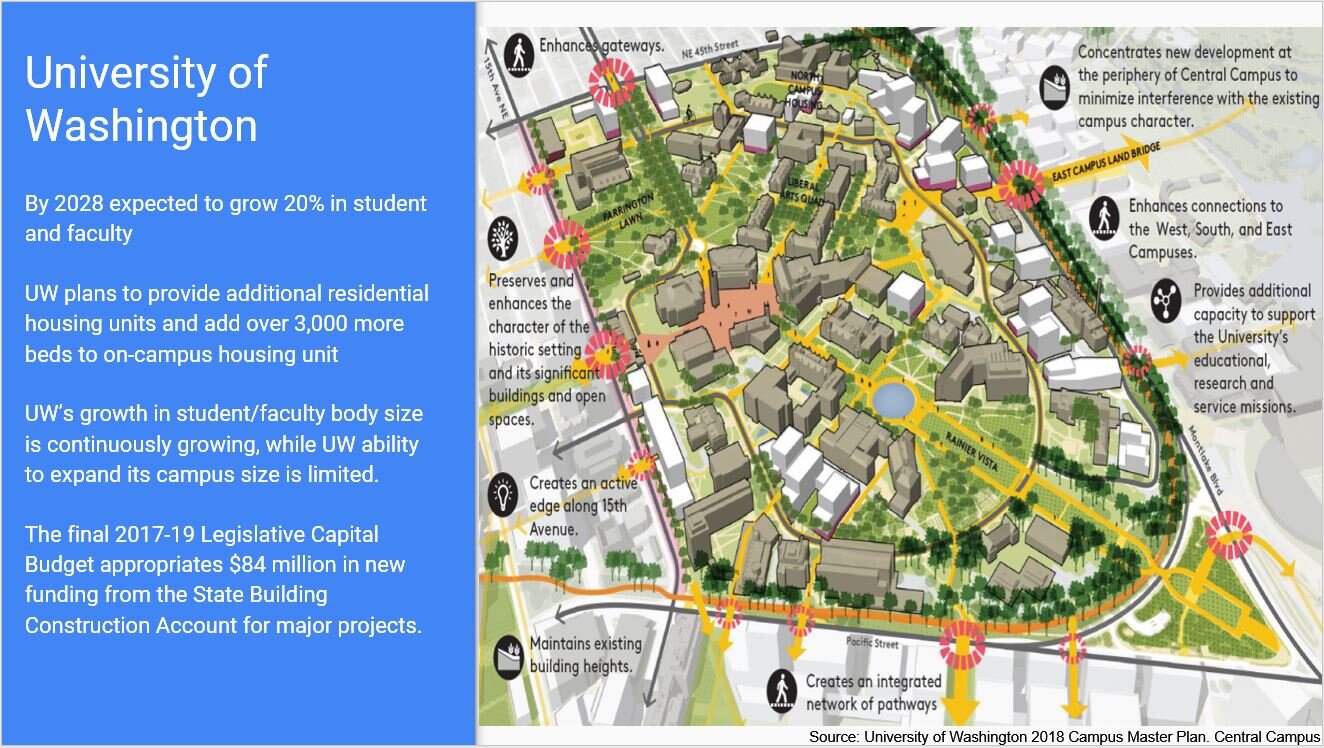 University of
Washington
By 2028 expected to grow 20% in student
and faculty
UW plans to provide additional residential
housing units and add over 3,000 more
beds to on-campus housing unit
UW’s growth in student/faculty body size
is continuously growing, while UW ability
to expand its campus size is limited.
The final 2017-19 Legislative Capital
Budget appropriates $84 million in new
funding from the State Building
Construction Account for major projects.
Enhances gateways.
15th Ave NE
NE 45th Street
NORTH
CAMPUS
HOUSING
Concentrates new development at
the periphery of Central Campus to
minimize interference with the existing
campus character.
EAST CAMPUS LAND BRIDGE
PARRINGTON
LAWN
LIBERAL
ARTS QUAD
Enhances connections to
the West, South, and East
Campuses.
Preserves and
enhances the
character of the
historic setting
and its significant
buildings and open
spaces.
Provides additional
capacity to support
the University’s
educational,
research and
service missions.
RAINIER VISTA
Montlake Blvd
Creates an active
edge along 15th
Avenue.
Maintains existing
building heights.
Pacific Street
Creates an integrated
network of pathways
Source: University of Washington 2018 Campus Master Plan. Central Campus